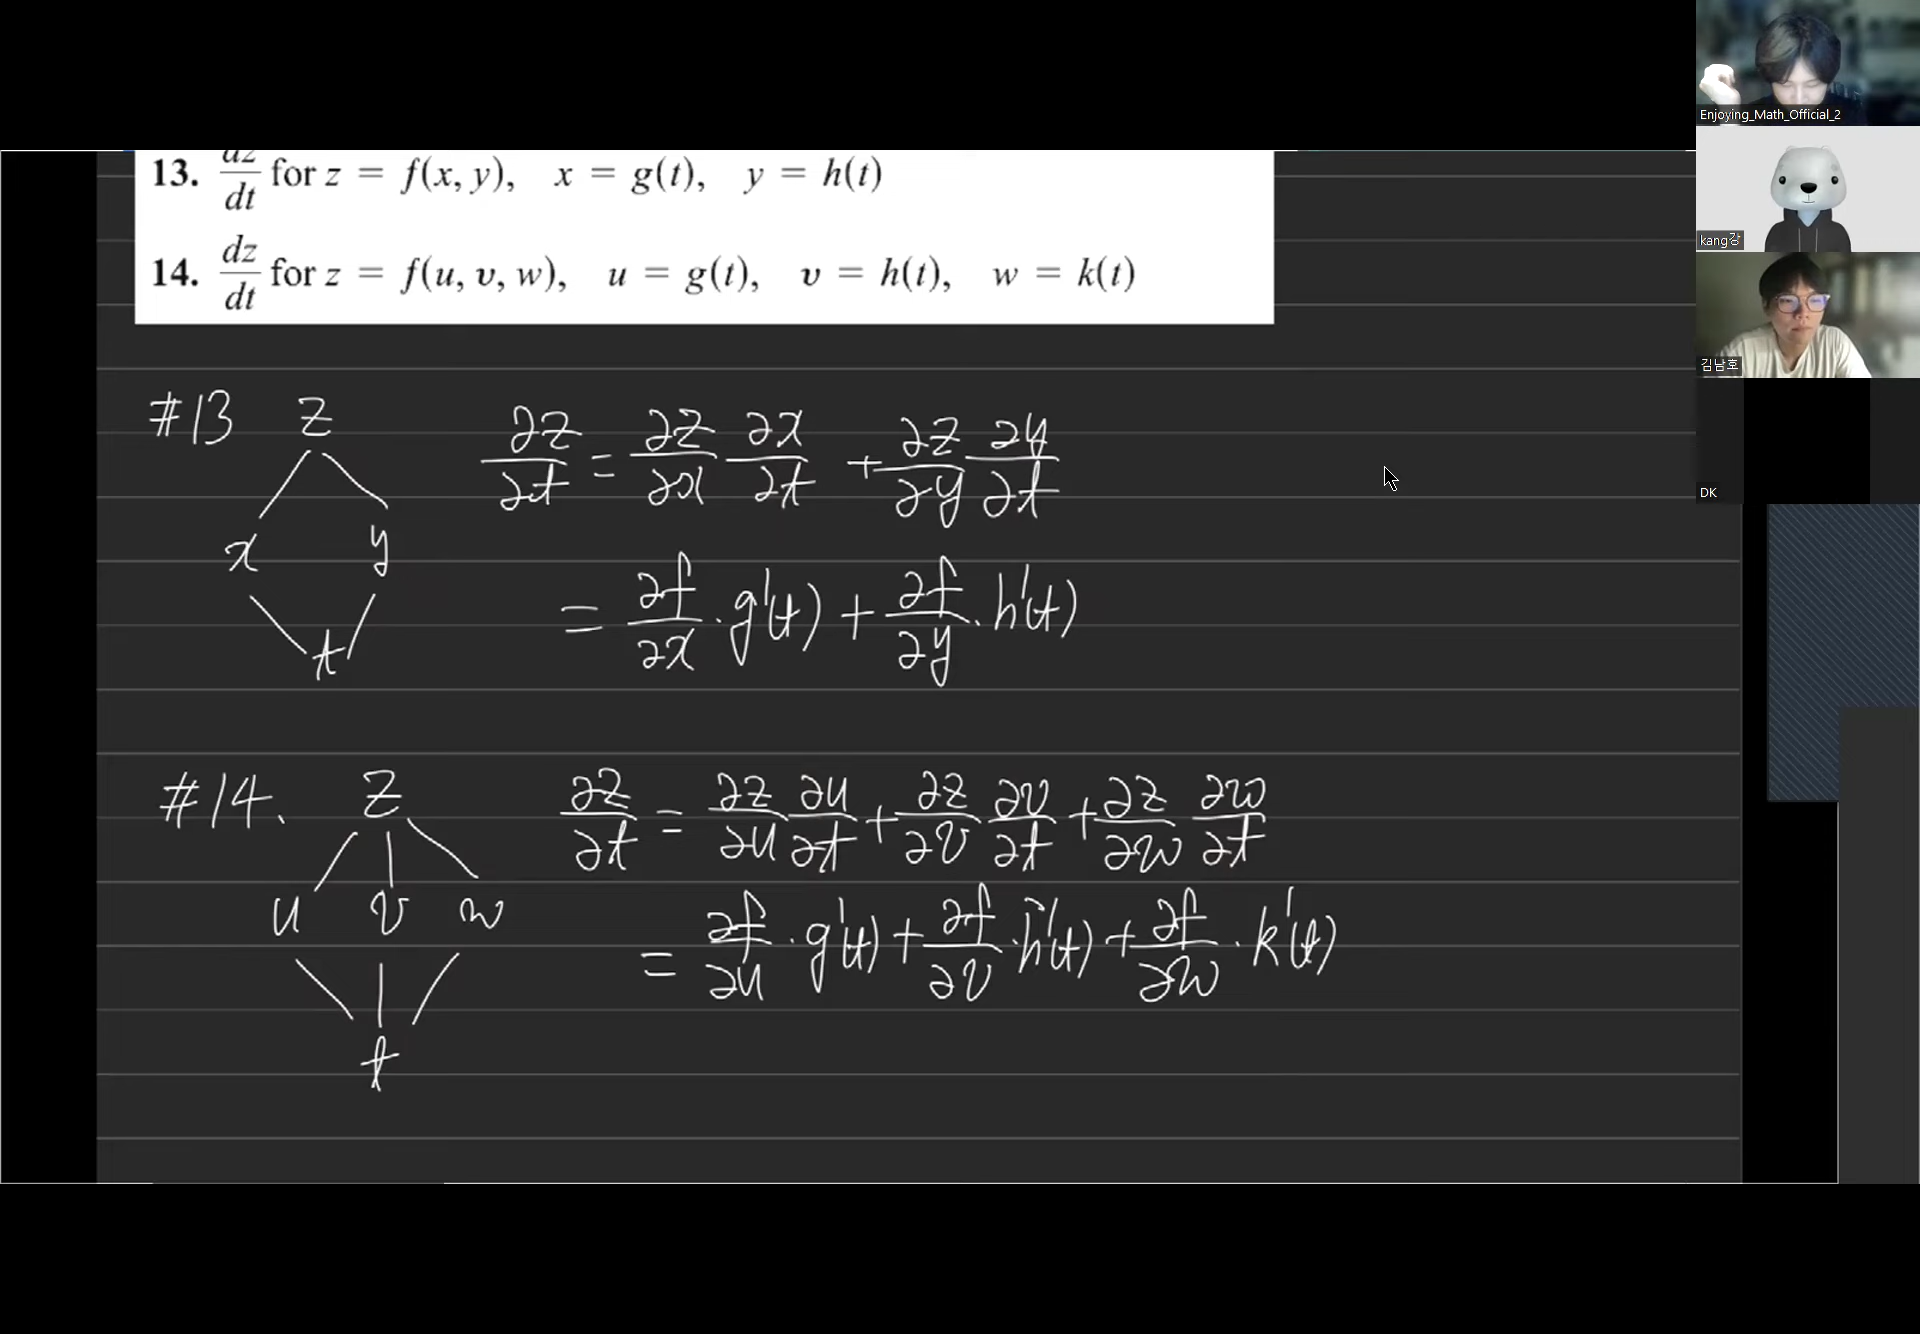 13. dz/dt for z = f(x, y), x = g(t), y = h(t)
14. dz/dt for z = f(u, v, w), u = g(t), v = h(t), w = k(t)
#13 z
x y
t
∂z/∂t = ∂z/∂x ∂x/∂t + ∂z/∂y ∂y/∂t
= ∂f/∂x · g'(t) + ∂f/∂y · h'(t)
#14. z
u v w
t
∂z/∂t = ∂z/∂u ∂u/∂t + ∂z/∂v ∂v/∂t + ∂z/∂w ∂w/∂t
= ∂f/∂u · g'(t) + ∂f/∂v · h'(t) + ∂f/∂w · k'(t)
Enjoying_Math_Official_2
kang강
김남호
DK